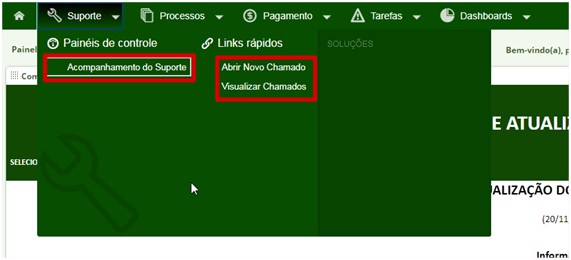 Suporte Processos Pagamento Tarefas Dashboards
Painéis de controle Links rápidos SOLUÇÕES
Acompanhamento do Suporte Abrir Novo Chamado
Visualizar Chamados
Painel
Bem-vindo(a), p
Com
E ATUALIZ
SELECIO
ALIZAÇÃO DO
(20/11
Inform